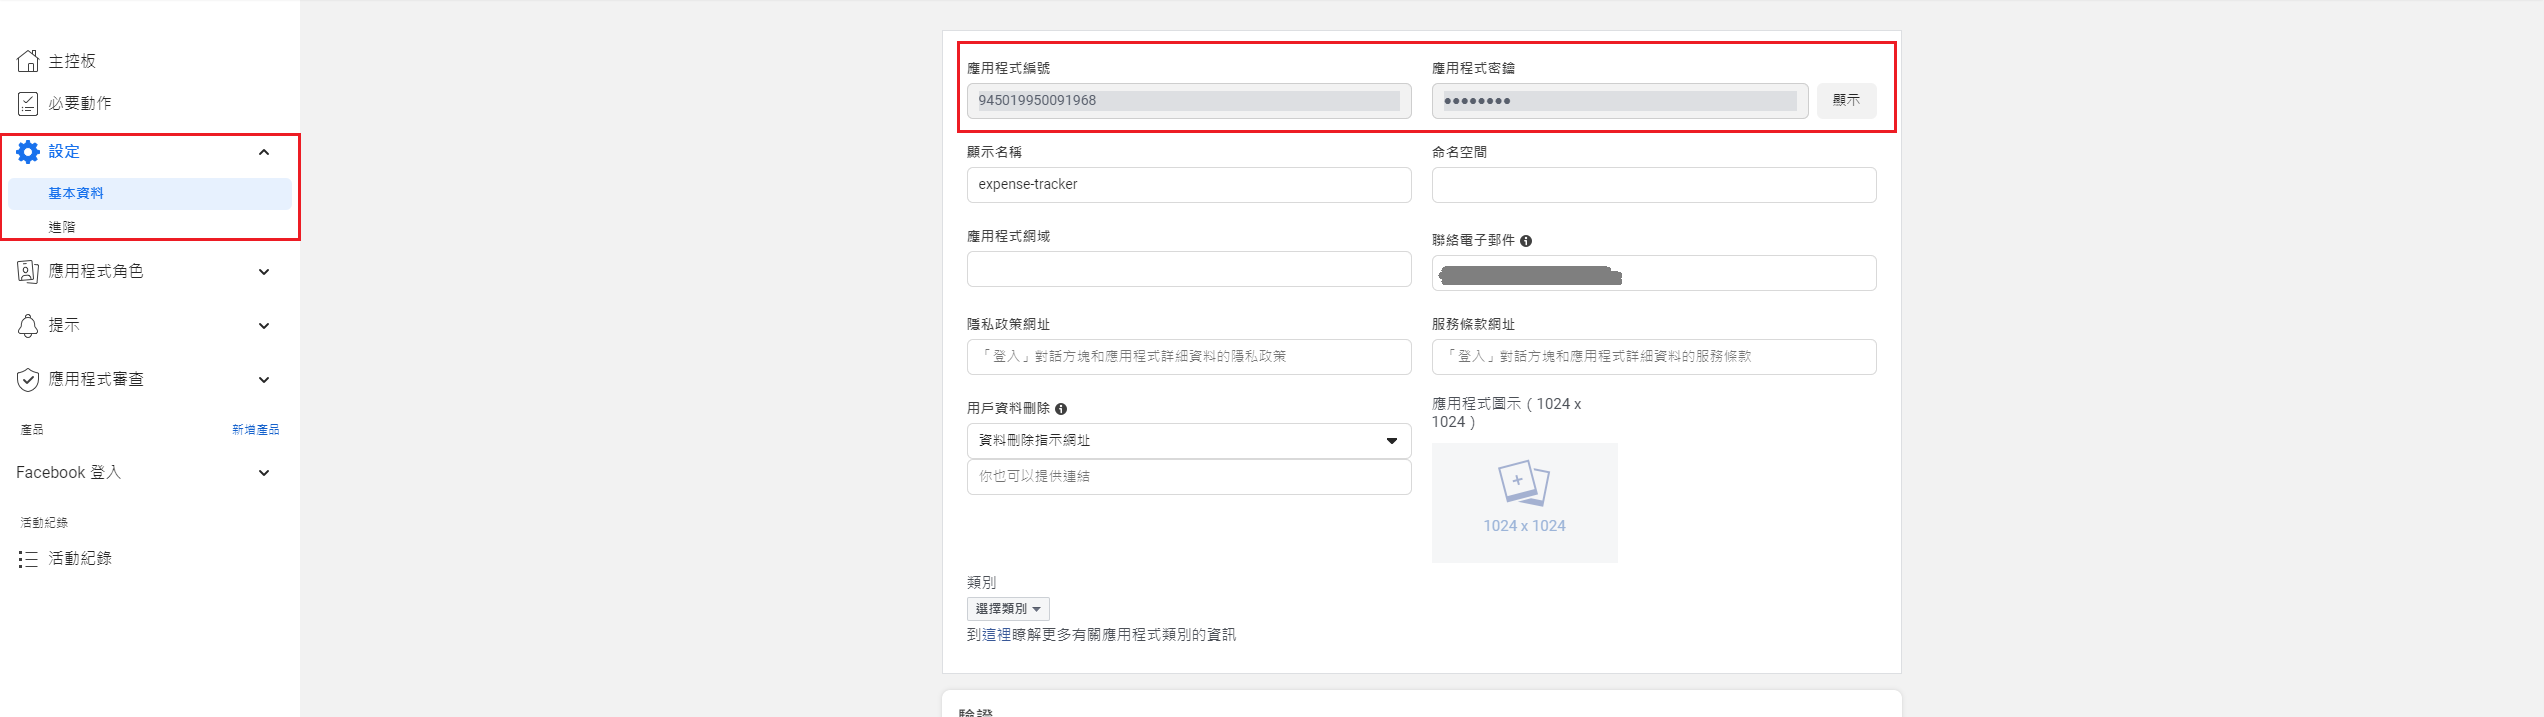 主控板
必要動作
設定
基本資料
進階
應用程式角色
提示
應用程式審查
產品 新增產品
Facebook 登入
活動紀錄
活動紀錄
應用程式編號 應用程式密鑰
945019950091968 ●●●●●●●● 顯示
顯示名稱 命名空間
expense-tracker
應用程式網域 聯絡電子郵件
隱私政策網址 服務條款網址
「登入」對話方塊和應用程式詳細資料的隱私政策 「登入」對話方塊和應用程式詳細資料的服務條款
用戶資料刪除 應用程式圖示（1024 x
1024）
資料刪除指示網址
你也可以提供連結
1024 x 1024
類別
選擇類別
到這裡瞭解更多有關應用程式類別的資訊
驗證